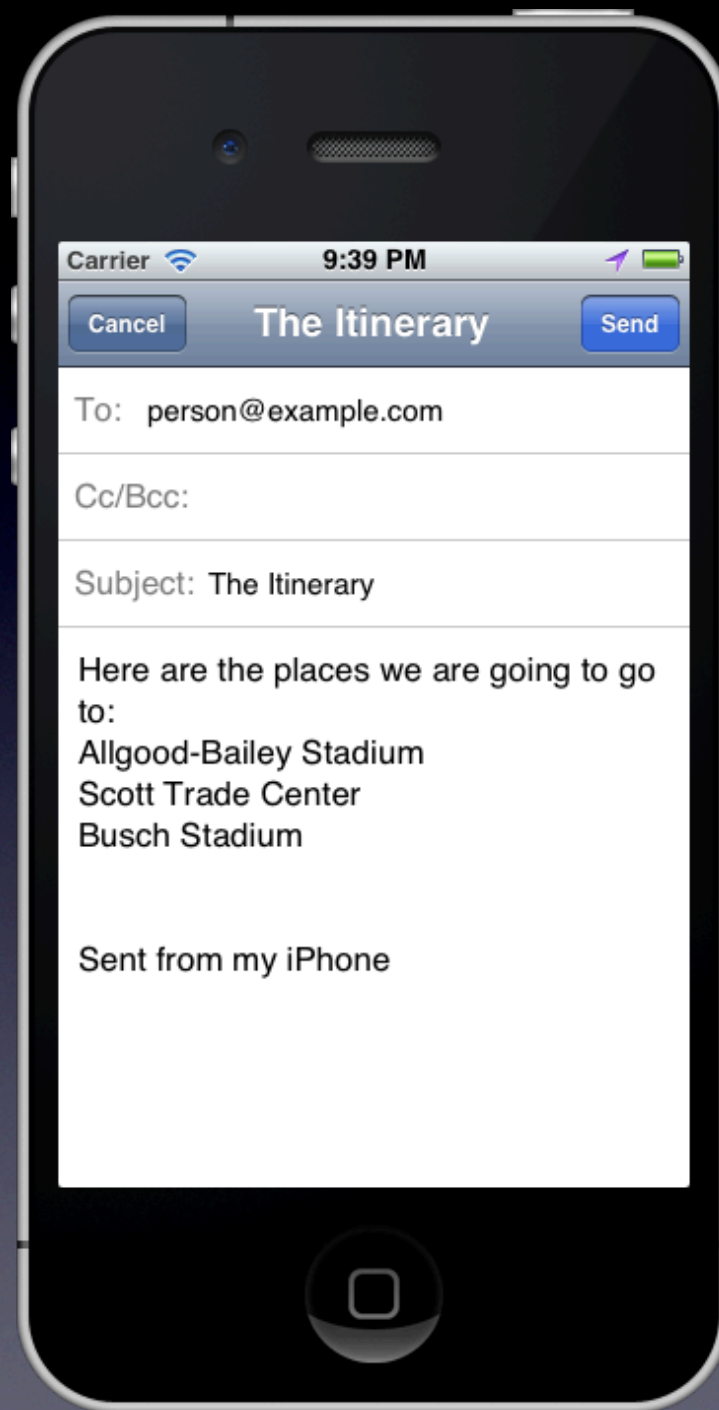 Carrier 9:39 PM
Cancel The Itinerary Send
To: person@example.com
Cc/Bcc:
Subject: The Itinerary
Here are the places we are going to go
to:
Allgood-Bailey Stadium
Scott Trade Center
Busch Stadium
Sent from my iPhone